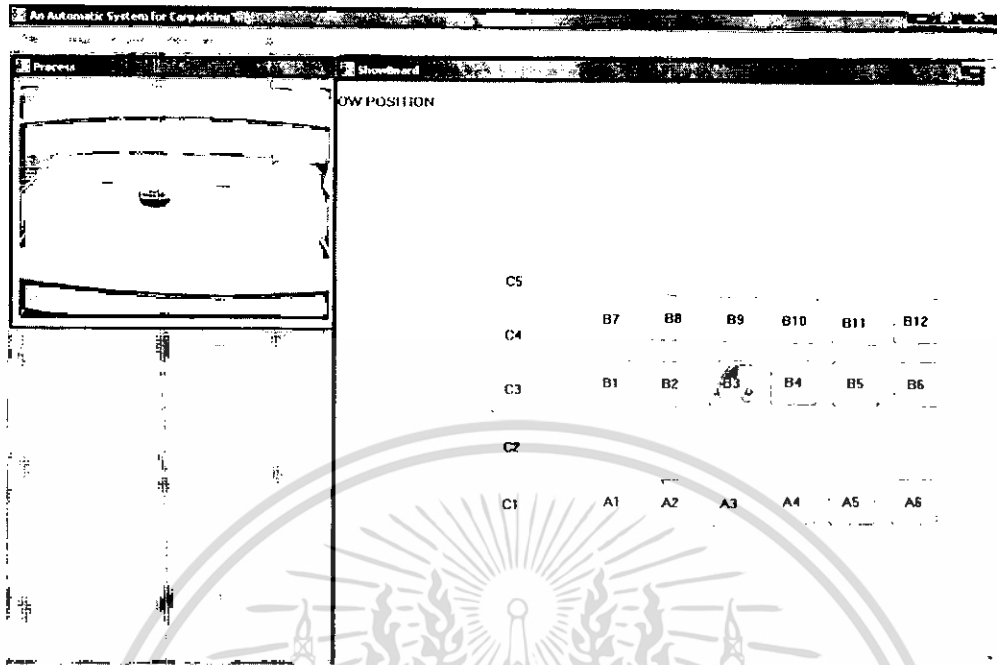 An Automatic System for Carparking
Process
ShowBoard
OW POSITION
C5
B7 B8 B9 B10 B11 B12
C4
C3 B1 B2 B3 B4 B5 B6
C2
C1 A1 A2 A3 A4 A5 A6